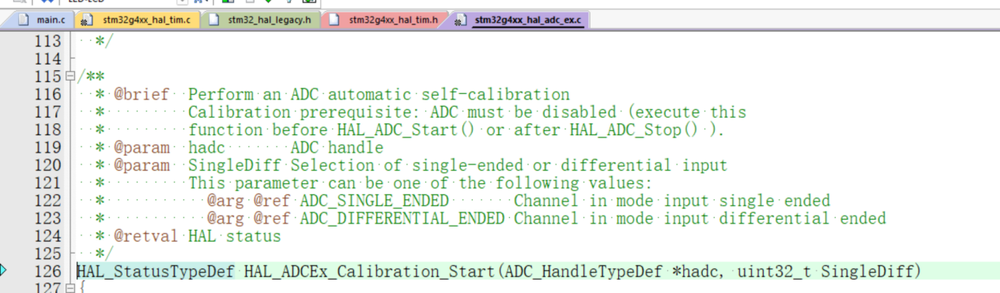 main.c stm32g4xx_hal_tim.c stm32_hal_legacy.h stm32g4xx_hal_tim.h stm32g4xx_hal_adc_ex.c
113 */
114
115 /**
116 * @brief Perform an ADC automatic self-calibration
117 * Calibration prerequisite: ADC must be disabled (execute this
118 * function before HAL_ADC_Start() or after HAL_ADC_Stop() ).
119 * @param hadc ADC handle
120 * @param SingleDiff Selection of single-ended or differential input
121 * This parameter can be one of the following values:
122 * @arg @ref ADC_SINGLE_ENDED Channel in mode input single ended
123 * @arg @ref ADC_DIFFERENTIAL_ENDED Channel in mode input differential ended
124 * @retval HAL status
125 */
126 HAL_StatusTypeDef HAL_ADCEx_Calibration_Start(ADC_HandleTypeDef *hadc, uint32_t SingleDiff)
127 {